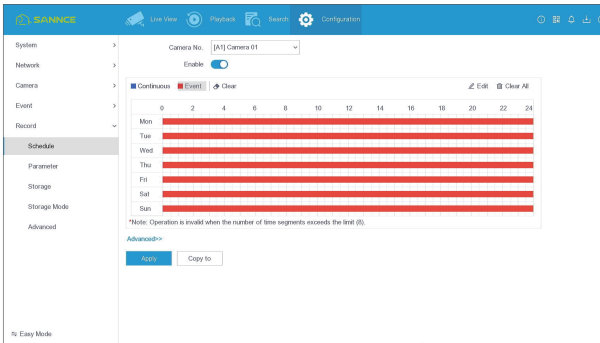 SANNCE Live View Playback Search Configuration
System
Network
Camera
Event
Record
Schedule
Parameter
Storage
Storage Mode
Advanced
Easy Mode
Camera No. [A1] Camera 01
Enable
Continuous Event Clear Edit Clear All
0 2 4 6 8 10 12 14 16 18 20 22 24
Mon
Tue
Wed
Thu
Fri
Sat
Sun
*Note: Operation is invalid when the number of time segments exceeds the limit (8).
Advanced>>
Apply Copy to